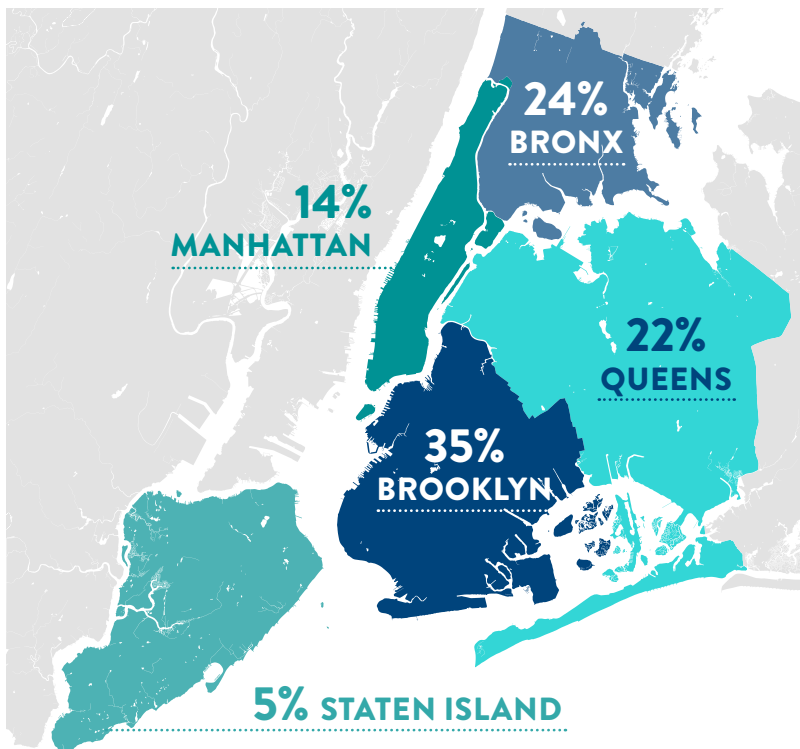 24%
BRONX
14%
MANHATTAN
22%
QUEENS
35%
BROOKLYN
5% STATEN ISLAND